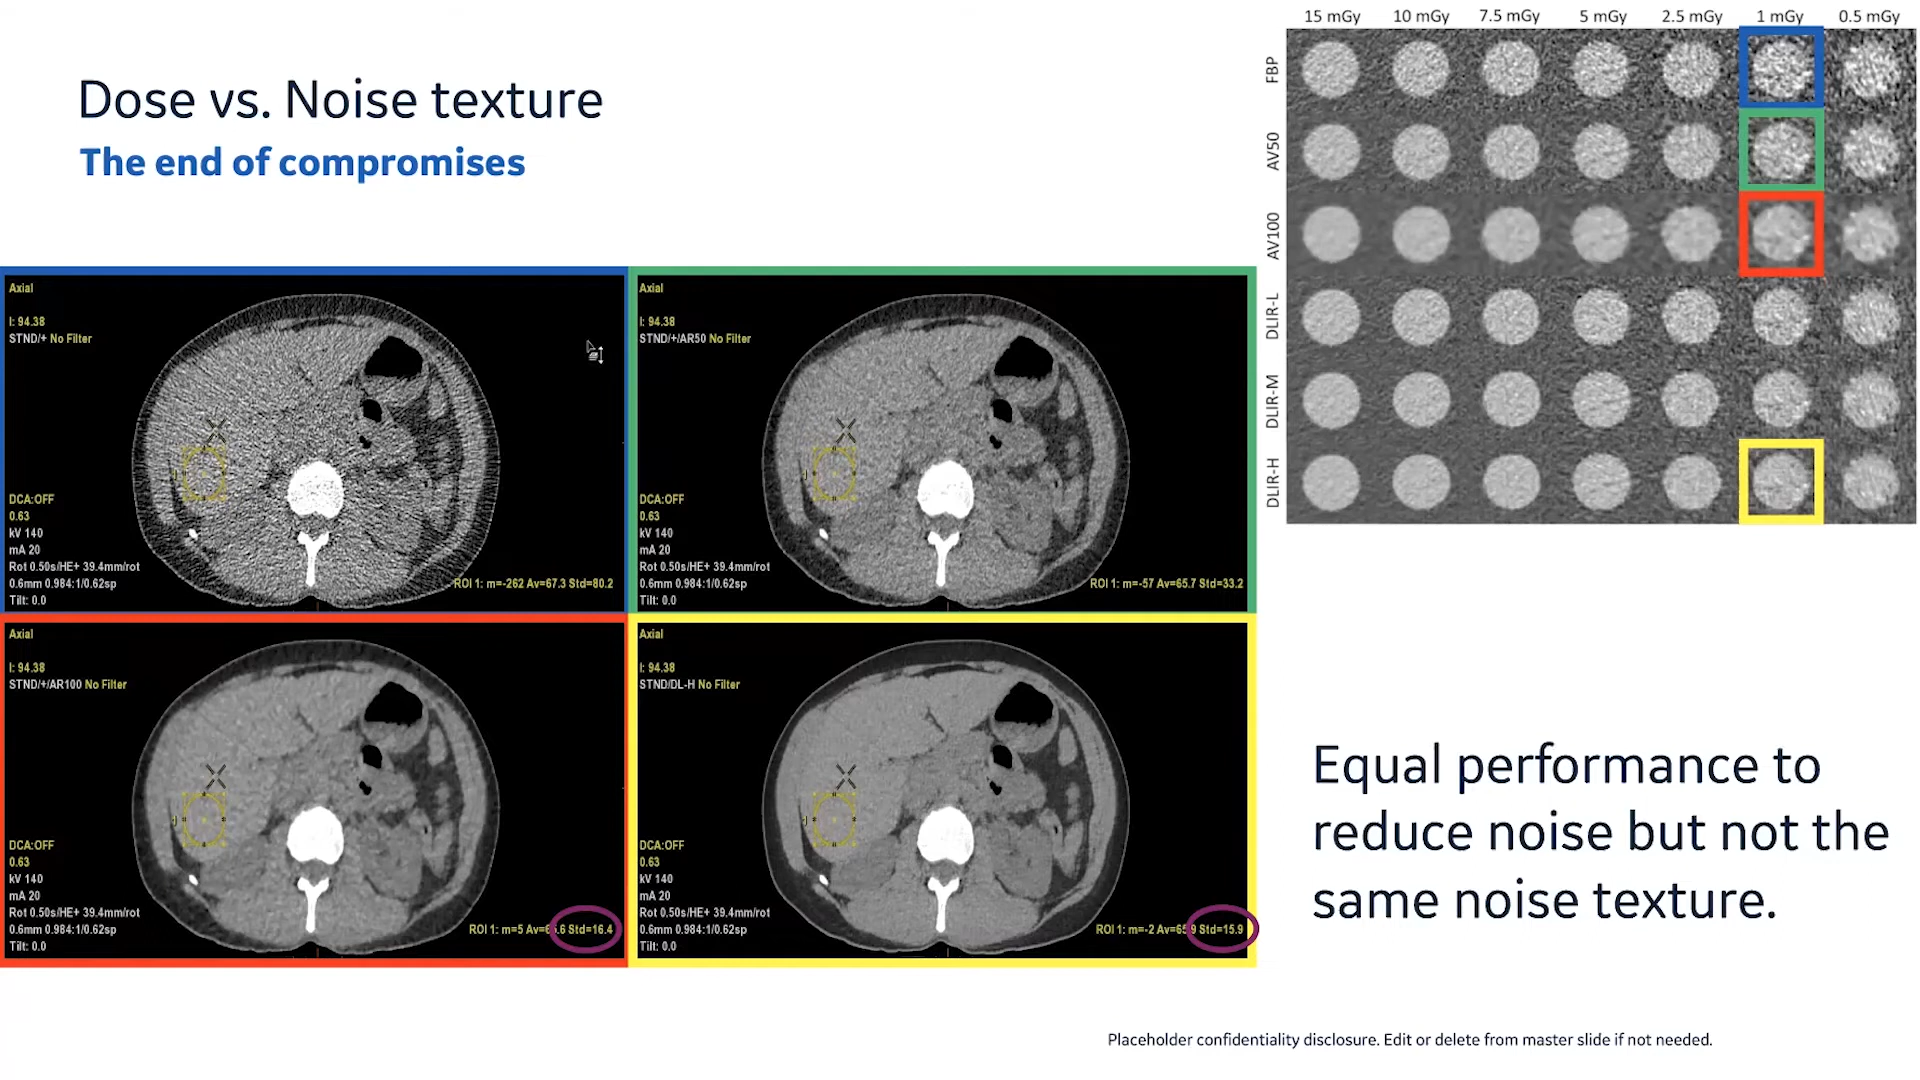 Dose vs. Noise texture
The end of compromises
15 mGy 10 mGy 7.5 mGy 5 mGy 2.5 mGy 1 mGy 0.5 mGy
FBP
AV50
AV100
DLIR-L
DLIR-M
DLIR-H
Axial
I: 94.38
STND/+ No Filter
DCA:OFF
0.63
kV 140
mA 20
Rot 0.50s/HE+ 39.4mm/rot
0.6mm 0.984:1/0.62sp
Tilt: 0.0
ROI 1: m=-262 Av=67.3 Std=80.2
Axial
I: 94.38
STND/+/AR50 No Filter
DCA:OFF
0.63
kV 140
mA 20
Rot 0.50s/HE+ 39.4mm/rot
0.6mm 0.984:1/0.62sp
Tilt: 0.0
ROI 1: m=-57 Av=65.7 Std=33.2
Axial
I: 94.38
STND/+/AR100 No Filter
DCA:OFF
0.63
kV 140
mA 20
Rot 0.50s/HE+ 39.4mm/rot
0.6mm 0.984:1/0.62sp
Tilt: 0.0
ROI 1: m=5 Std=16.4
Axial
I: 94.38
STND/DL-H No Filter
DCA:OFF
0.63
kV 140
mA 20
Rot 0.50s/HE+ 39.4mm/rot
0.6mm 0.984:1/0.62sp
Tilt: 0.0
ROI 1: m=-2 Av=65.9 Std=15.9
Equal performance to
reduce noise but not the
same noise texture.
Placeholder confidentiality disclosure. Edit or delete from master slide if not needed.